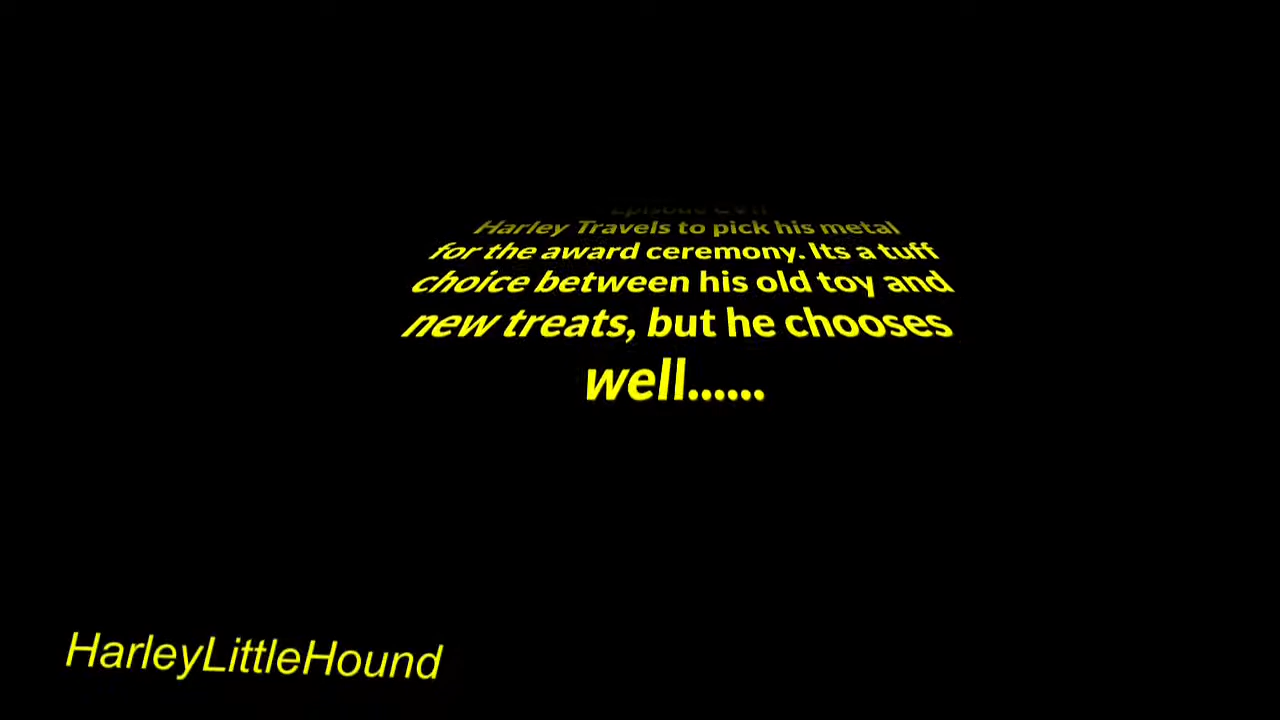 Episode
Harley Travels to pick his metal
for the award ceremony. Its a tuff
choice between his old toy and
new treats, but he chooses
well......
HarleyLittleHound